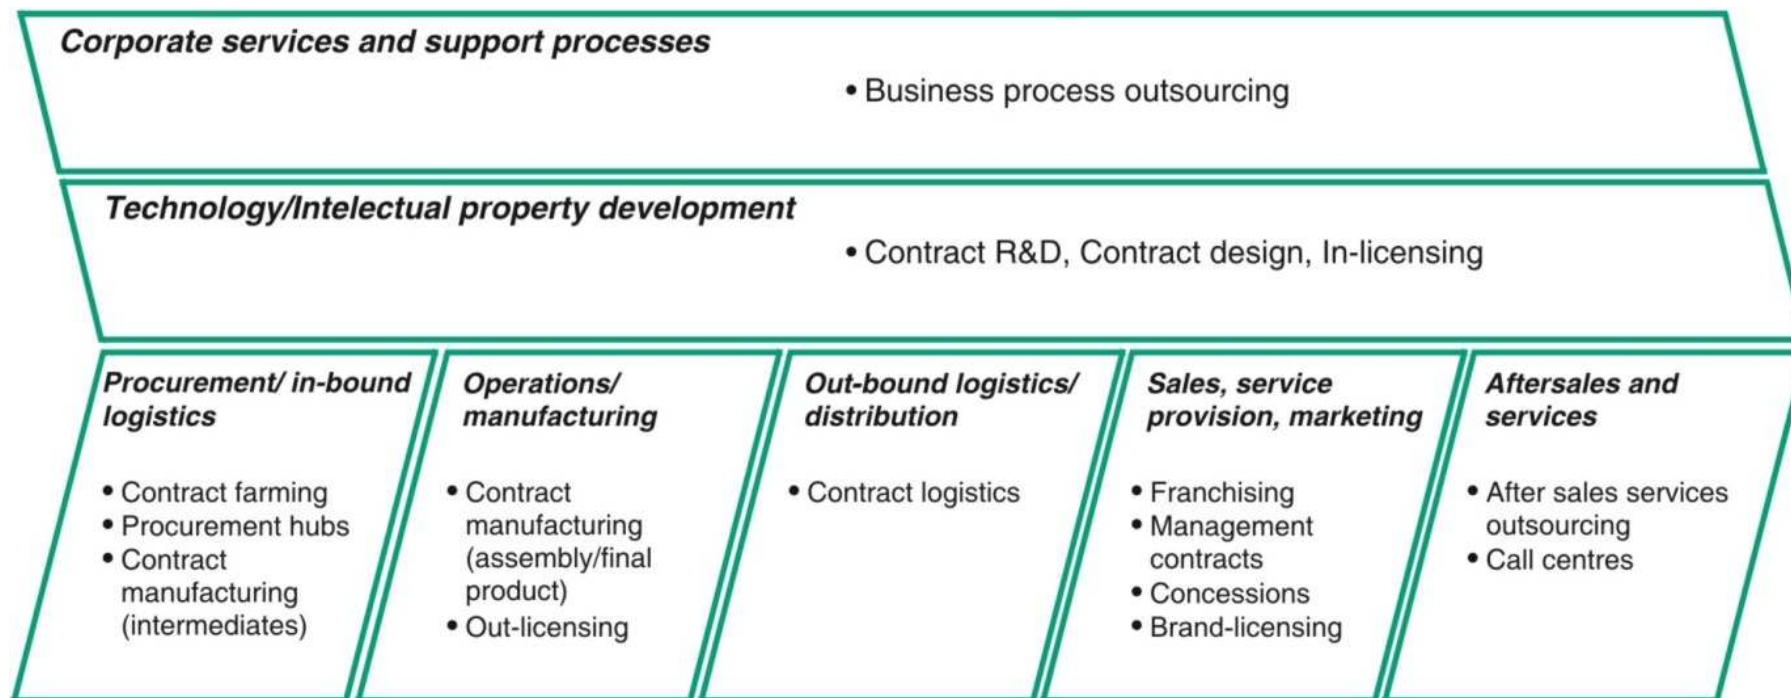 Corporate services and support processes
• Business process outsourcing
Technology/Intelectual property development
• Contract R&D, Contract design, In-licensing
Procurement/ in-bound
logistics
• Contract farming
• Procurement hubs
• Contract
manufacturing
(intermediates)
Operations/
manufacturing
• Contract
manufacturing
(assembly/final
product)
• Out-licensing
Out-bound logistics/
distribution
• Contract logistics
Sales, service
provision, marketing
• Franchising
• Management
contracts
• Concessions
• Brand-licensing
Aftersales and
services
• After sales services
outsourcing
• Call centres